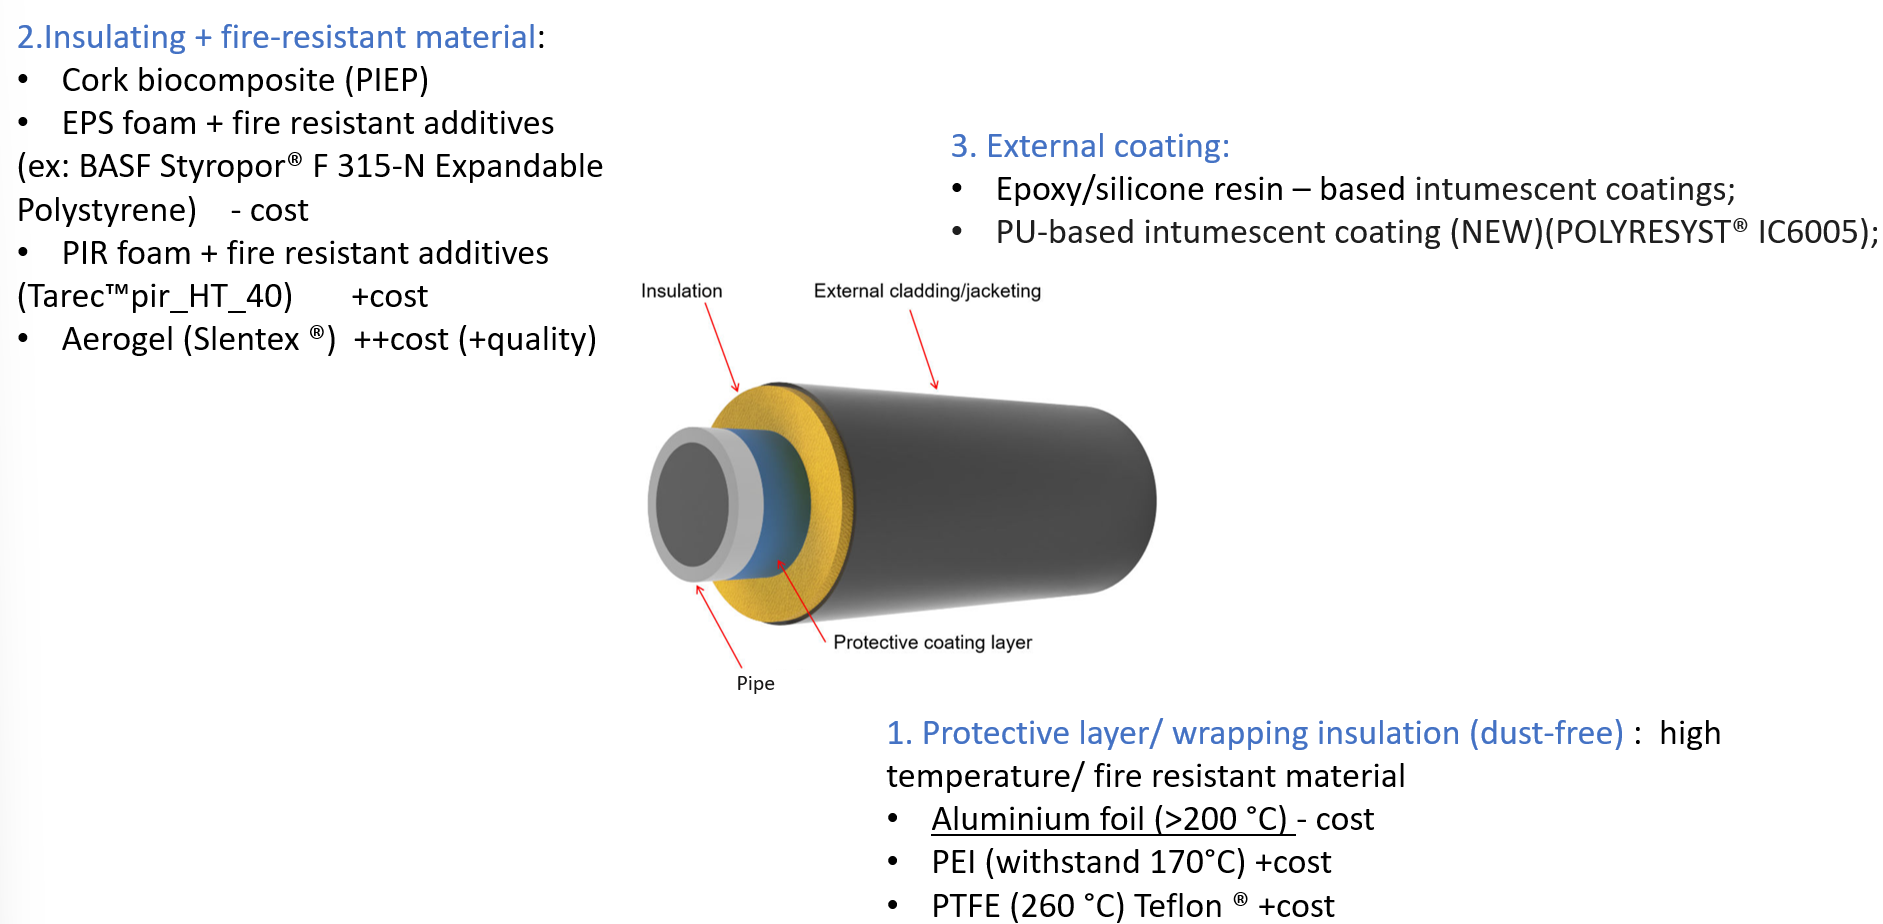 2.Insulating + fire-resistant material:
• Cork biocomposite (PIEP)
• EPS foam + fire resistant additives
(ex: BASF Styropor® F 315-N Expandable
Polystyrene) - cost
• PIR foam + fire resistant additives
(Tarec™pir_HT_40) +cost
• Aerogel (Slentex ®) ++cost (+quality)
3. External coating:
• Epoxy/silicone resin – based intumescent coatings;
• PU-based intumescent coating (NEW)(POLYRESYST® IC6005);
Insulation
External cladding/jacketing
Protective coating layer
Pipe
1. Protective layer/ wrapping insulation (dust-free) : high
temperature/ fire resistant material
• Aluminium foil (>200 °C) - cost
• PEI (withstand 170°C) +cost
• PTFE (260 °C) Teflon ® +cost